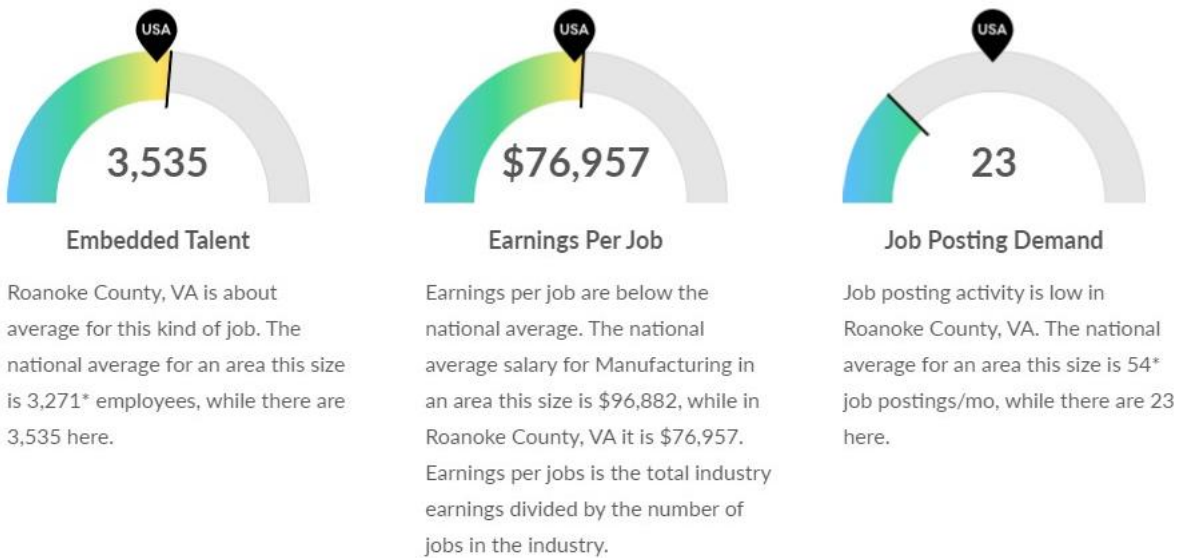 USA
3,535
Embedded Talent
Roanoke County, VA is about
average for this kind of job. The
national average for an area this size
is 3,271* employees, while there are
3,535 here.
USA
$76,957
Earnings Per Job
Earnings per job are below the
national average. The national
average salary for Manufacturing in
an area this size is $96,882, while in
Roanoke County, VA it is $76,957.
Earnings per jobs is the total industry
earnings divided by the number of
jobs in the industry.
USA
23
Job Posting Demand
Job posting activity is low in
Roanoke County, VA. The national
average for an area this size is 54*
job postings/mo, while there are 23
here.